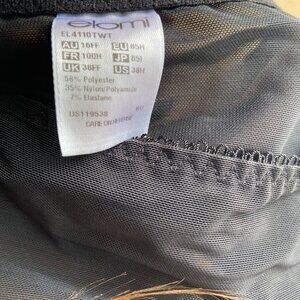 elomi
EL4110TWT
AU 16FF EU 85H
FR 100H JP 85I
UK 38FF US 38H
58% Polyester
35% Nylon/Polyamide
7% Elastane
US119538
CARE ON REVERSE